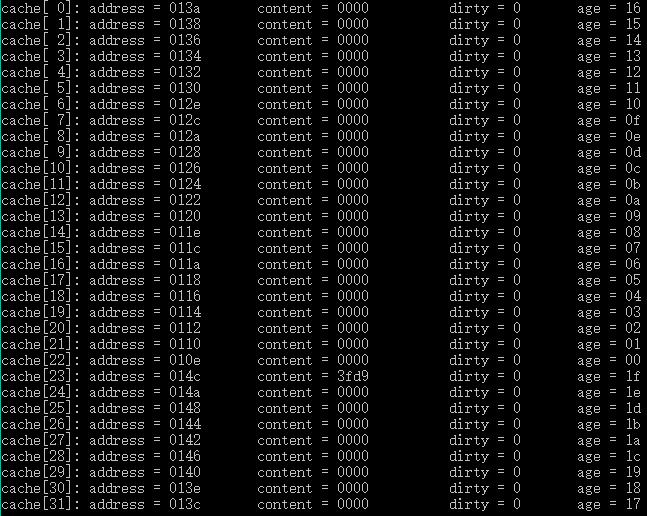 cache[ 0]: address = 013a content = 0000 dirty = 0 age = 16
cache[ 1]: address = 0138 content = 0000 dirty = 0 age = 15
cache[ 2]: address = 0136 content = 0000 dirty = 0 age = 14
cache[ 3]: address = 0134 content = 0000 dirty = 0 age = 13
cache[ 4]: address = 0132 content = 0000 dirty = 0 age = 12
cache[ 5]: address = 0130 content = 0000 dirty = 0 age = 11
cache[ 6]: address = 012e content = 0000 dirty = 0 age = 10
cache[ 7]: address = 012c content = 0000 dirty = 0 age = 0f
cache[ 8]: address = 012a content = 0000 dirty = 0 age = 0e
cache[ 9]: address = 0128 content = 0000 dirty = 0 age = 0d
cache[10]: address = 0126 content = 0000 dirty = 0 age = 0c
cache[11]: address = 0124 content = 0000 dirty = 0 age = 0b
cache[12]: address = 0122 content = 0000 dirty = 0 age = 0a
cache[13]: address = 0120 content = 0000 dirty = 0 age = 09
cache[14]: address = 011e content = 0000 dirty = 0 age = 08
cache[15]: address = 011c content = 0000 dirty = 0 age = 07
cache[16]: address = 011a content = 0000 dirty = 0 age = 06
cache[17]: address = 0118 content = 0000 dirty = 0 age = 05
cache[18]: address = 0116 content = 0000 dirty = 0 age = 04
cache[19]: address = 0114 content = 0000 dirty = 0 age = 03
cache[20]: address = 0112 content = 0000 dirty = 0 age = 02
cache[21]: address = 0110 content = 0000 dirty = 0 age = 01
cache[22]: address = 010e content = 0000 dirty = 0 age = 00
cache[23]: address = 014c content = 3fd9 dirty = 0 age = 1f
cache[24]: address = 014a content = 0000 dirty = 0 age = 1e
cache[25]: address = 0148 content = 0000 dirty = 0 age = 1d
cache[26]: address = 0144 content = 0000 dirty = 0 age = 1b
cache[27]: address = 0142 content = 0000 dirty = 0 age = 1a
cache[28]: address = 0146 content = 0000 dirty = 0 age = 1c
cache[29]: address = 0140 content = 0000 dirty = 0 age = 19
cache[30]: address = 013e content = 0000 dirty = 0 age = 18
cache[31]: address = 013c content = 0000 dirty = 0 age = 17